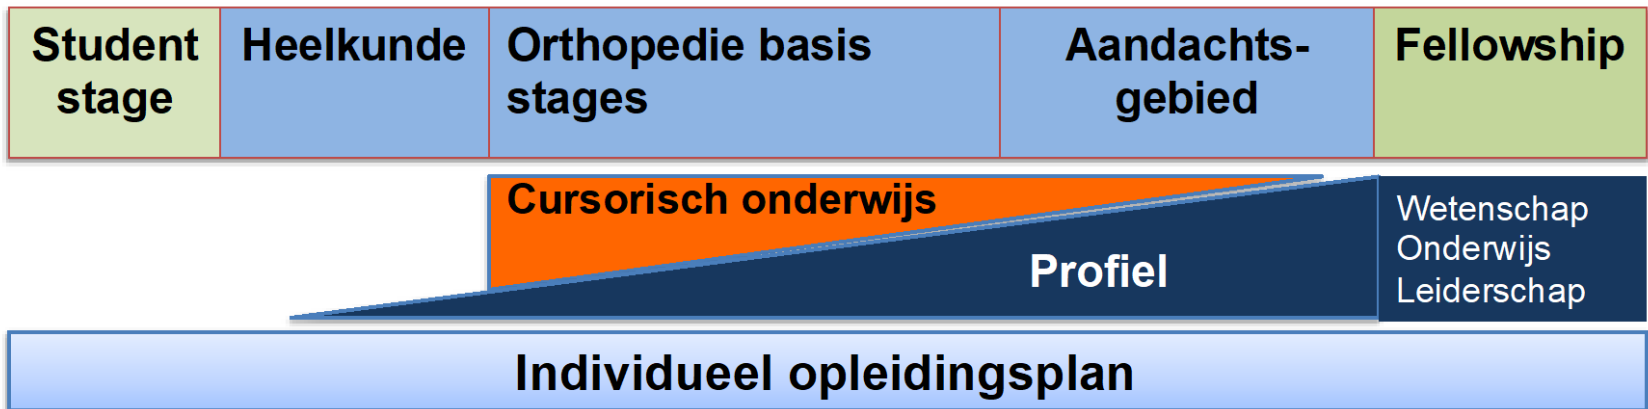 Student
stage
Heelkunde
Orthopedie basis
stages
Aandachts-
gebied
Fellowship
Cursorisch onderwijs
Profiel
Wetenschap
Onderwijs
Leiderschap
Individueel opleidingsplan